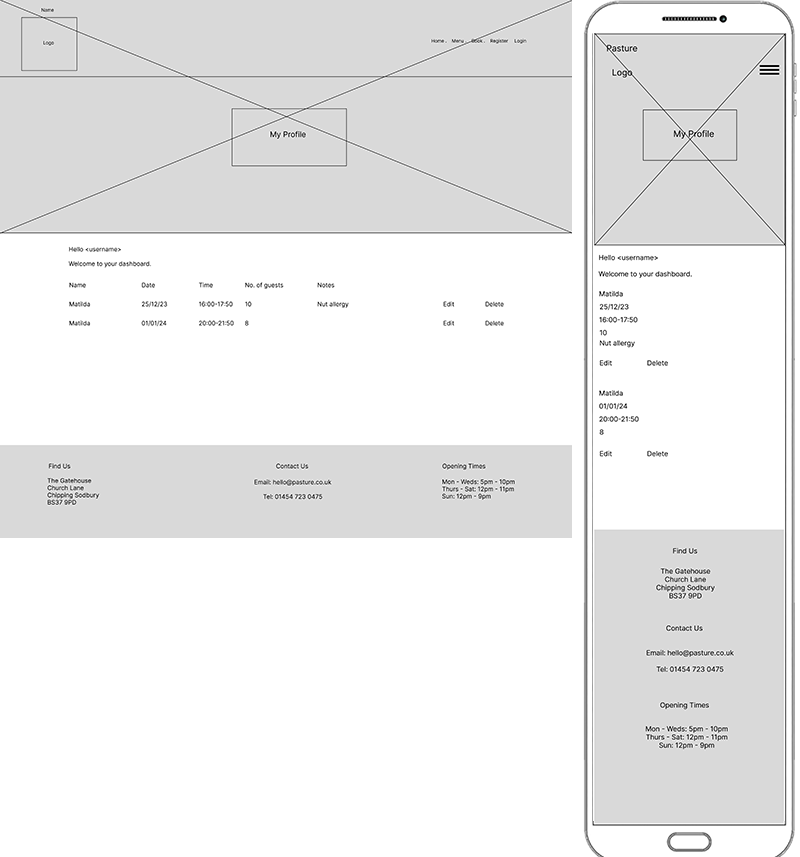 Name
Logo
Home . Menu . Book . Register Login
My Profile
Hello <username>
Welcome to your dashboard.
Name Date Time No. of guests Notes
Matilda 25/12/23 16:00-17:50 10 Nut allergy Edit Delete
Matilda 01/01/24 20:00-21:50 8 Edit Delete
Find Us
The Gatehouse
Church Lane
Chipping Sodbury
BS37 9PD
Contact Us
Email: hello@pasture.co.uk
Tel: 01454 723 0475
Opening Times
Mon - Weds: 5pm - 10pm
Thurs - Sat: 12pm - 11pm
Sun: 12pm - 9pm
Pasture
Logo
My Profile
Hello <username>
Welcome to your dashboard.
Matilda
25/12/23
16:00-17:50
10
Nut allergy
Edit Delete
Matilda
01/01/24
20:00-21:50
8
Edit Delete
Find Us
The Gatehouse
Church Lane
Chipping Sodbury
BS37 9PD
Contact Us
Email: hello@pasture.co.uk
Tel: 01454 723 0475
Opening Times
Mon - Weds: 5pm - 10pm
Thurs - Sat: 12pm - 11pm
Sun: 12pm - 9pm